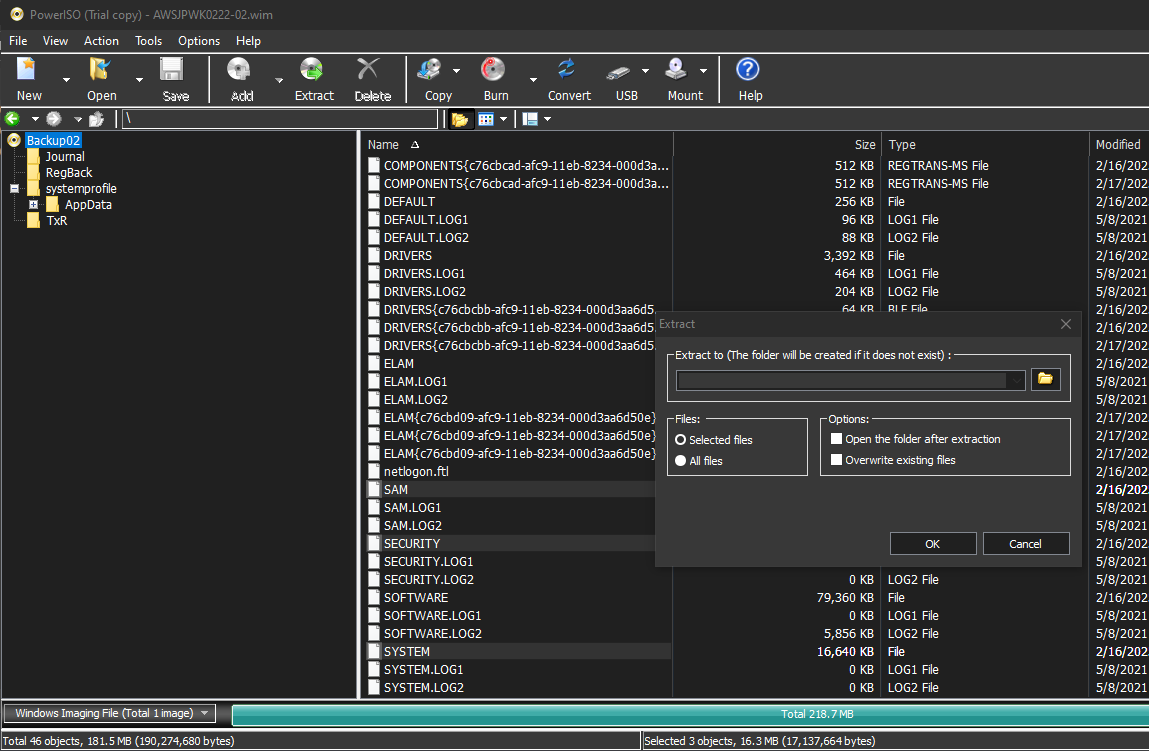 PowerISO (Trial copy) - AWSJPWK0222-02.wim
File View Action Tools Options Help
New Open Save Add Extract Delete Copy Burn Convert USB Mount Help
\
Backup02
Journal
RegBack
systemprofile
AppData
TxR
Name Size Type Modified
COMPONENTS{c76cbcad-afc9-11eb-8234-000d3a... 512 KB REGTRANS-MS File 2/16/202
COMPONENTS{c76cbcad-afc9-11eb-8234-000d3a... 512 KB REGTRANS-MS File 2/17/202
DEFAULT 256 KB File 2/16/202
DEFAULT.LOG1 96 KB LOG1 File 5/8/2021
DEFAULT.LOG2 88 KB LOG2 File 5/8/2021
DRIVERS 3,392 KB File 2/16/202
DRIVERS.LOG1 464 KB LOG1 File 5/8/2021
DRIVERS.LOG2 204 KB LOG2 File 5/8/2021
DRIVERS{c76cbcbb-afc9-11eb-8234-000d3aa6d5 64 KB BLF File 2/16/202
DRIVERS{c76cbcbb-afc9-11eb-8234-000d3aa6d5 2/16/202
DRIVERS{c76cbcbb-afc9-11eb-8234-000d3aa6d5 2/17/202
ELAM 2/16/202
ELAM.LOG1 5/8/2021
ELAM.LOG2 5/8/2021
ELAM{c76cbd09-afc9-11eb-8234-000d3aa6d50e} 2/17/202
ELAM{c76cbd09-afc9-11eb-8234-000d3aa6d50e} 2/17/202
ELAM{c76cbd09-afc9-11eb-8234-000d3aa6d50e} 2/17/202
netlogon.ftl 2/16/202
SAM 2/16/202
SAM.LOG1 5/8/2021
SAM.LOG2 5/8/2021
SECURITY 2/16/202
SECURITY.LOG1 5/8/2021
SECURITY.LOG2 0 KB LOG2 File 5/8/2021
SOFTWARE 79,360 KB File 2/16/202
SOFTWARE.LOG1 0 KB LOG1 File 5/8/2021
SOFTWARE.LOG2 5,856 KB LOG2 File 5/8/2021
SYSTEM 16,640 KB File 2/16/202
SYSTEM.LOG1 0 KB LOG1 File 5/8/2021
SYSTEM.LOG2 0 KB LOG2 File 5/8/2021
Extract
Extract to (The folder will be created if it does not exist) :
Files:
Selected files
All files
Options:
Open the folder after extraction
Overwrite existing files
OK Cancel
Windows Imaging File (Total 1 image) Total 218.7 MB
Total 46 objects, 181.5 MB (190,274,680 bytes) Selected 3 objects, 16.3 MB (17,137,664 bytes)